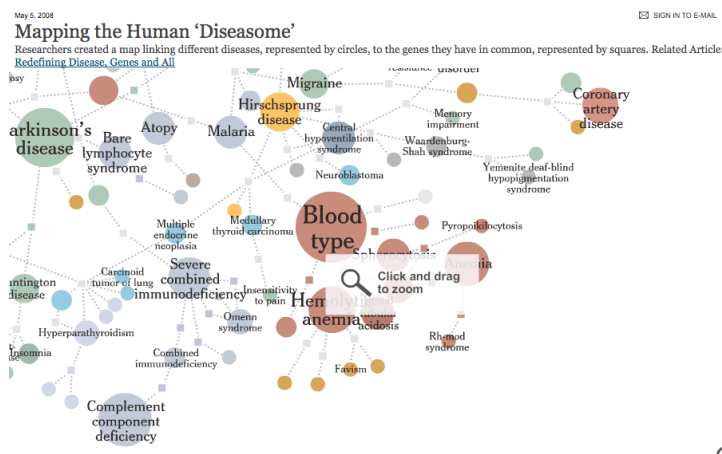 May 5, 2008
SIGN IN TO E-MAIL
Mapping the Human ‘Diseasome’
Researchers created a map linking different diseases, represented by circles, to the genes they have in common, represented by squares. Related Article:
Redefining Disease, Genes and All
disorder
Migraine
Coronary
artery
disease
Hirschsprung
disease
Memory
impairment
arkinson's
disease
Atopy
Malaria
Bare
lymphocyte
syndrome
Central
hypoventilation
syndrome
Waardenburg-
Shah syndrome
Yemenite deaf-blind
hypopigmentation
syndrome
Neuroblastoma
Blood
type
Multiple
endocrine
neoplasia
Medullary
thyroid carcinoma
Pyropoikilocytosis
Spherocytosis
Anemia
Severe
combined
immunodeficiency
Carcinoid
tumor of lung
Click and drag
to zoom
untington
disease
Insensitivity
to pain
Hemolytic
anemia
acidosis
Omenn
syndrome
Hyperparathyroidism
Rh-mod
syndrome
Insomnia
Combined
immunodeficiency
Favism
Complement
component
deficiency